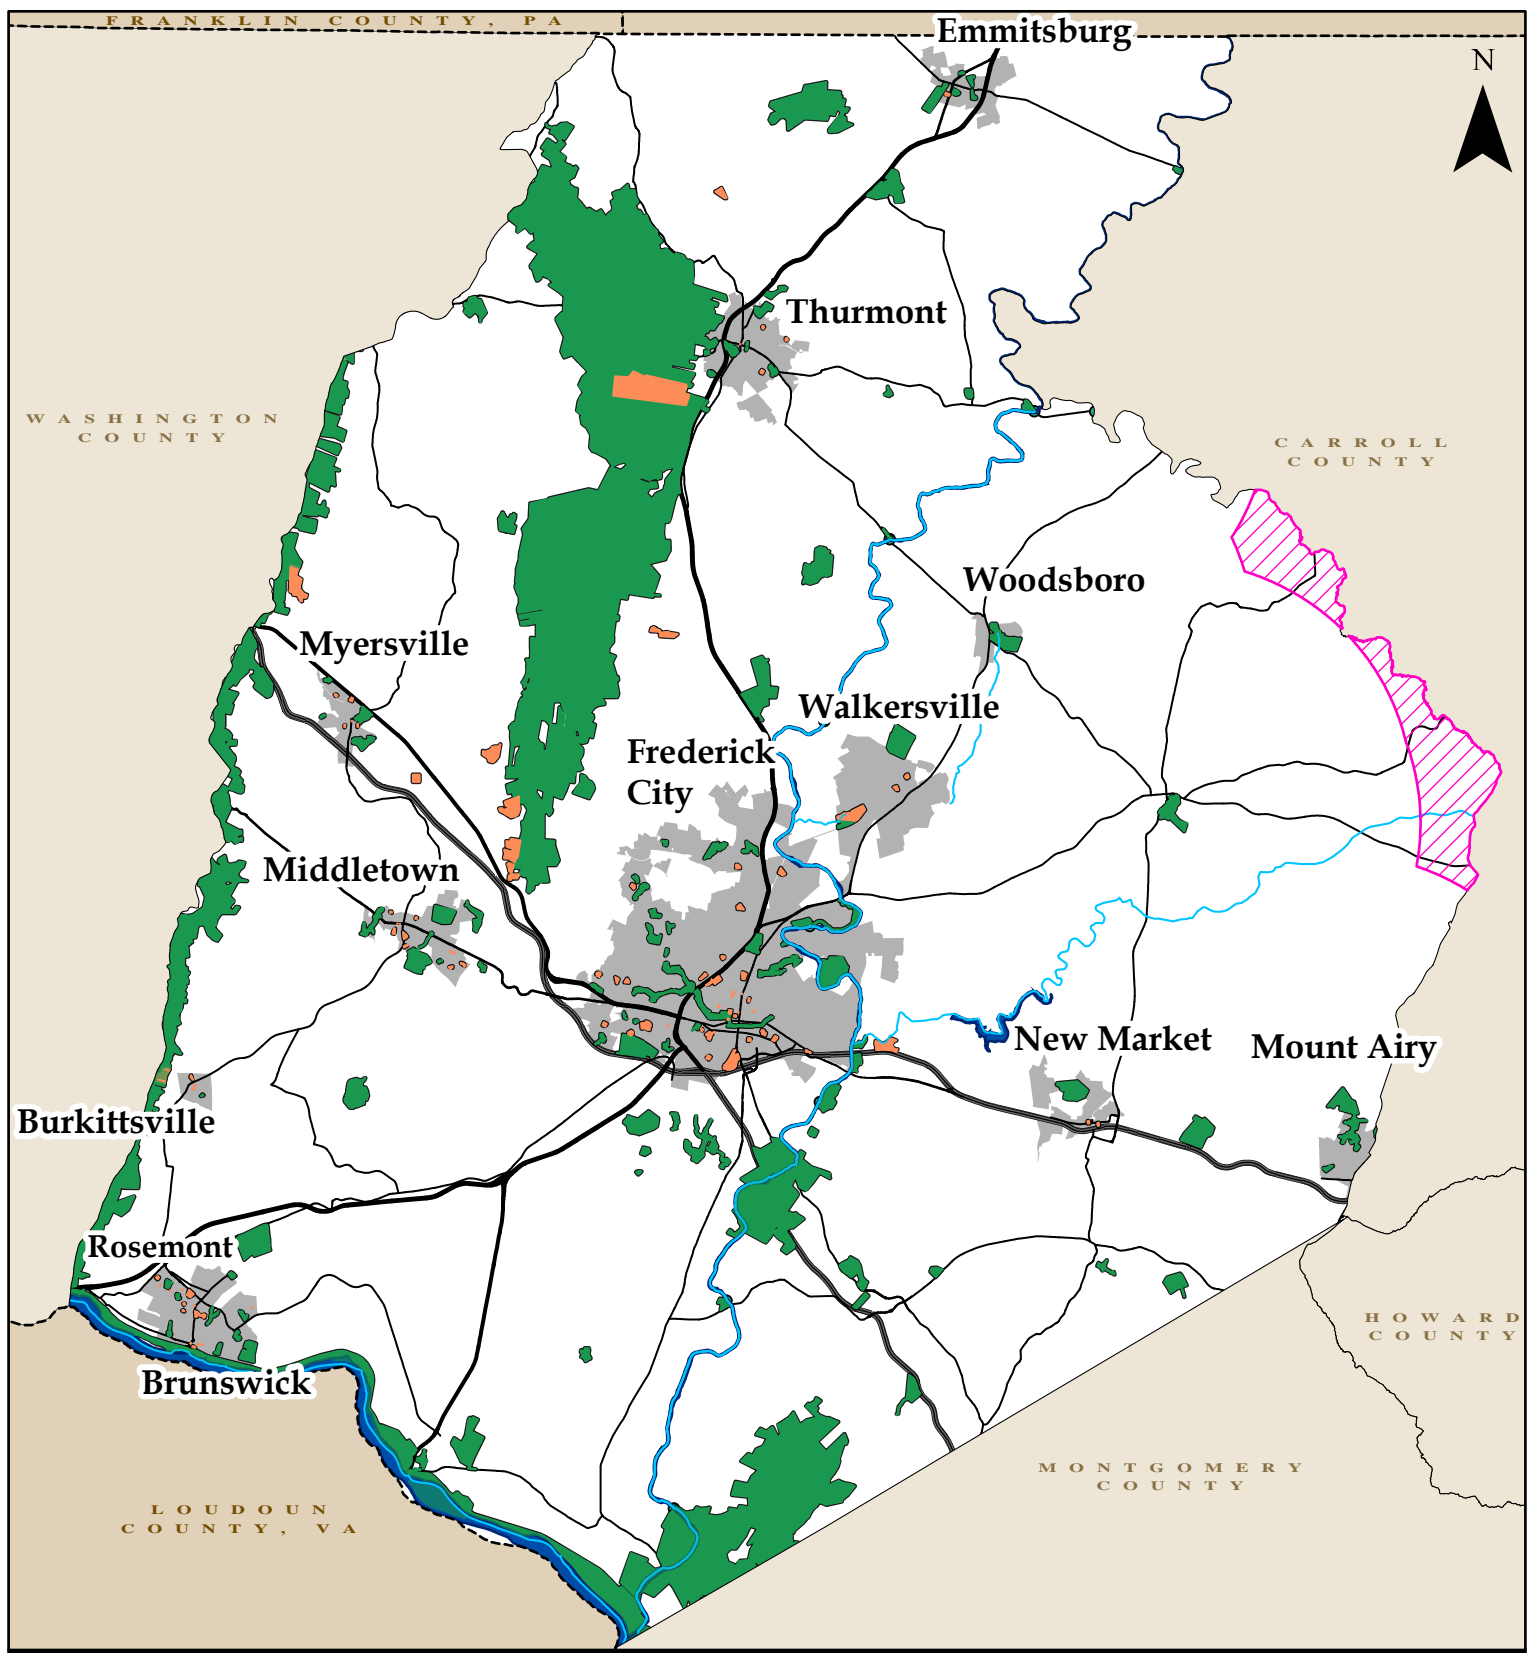 FRANKLIN COUNTY, PA
Emmitsburg
N
Thurmont
WASHINGTON
COUNTY
CARROLL
COUNTY
Woodsboro
Myersville
Walkersville
Frederick
City
Middletown
New Market
Mount Airy
Burkittsville
Rosemont
HOWARD
COUNTY
Brunswick
MONTGOMERY
COUNTY
LOUDOUN
COUNTY, VA